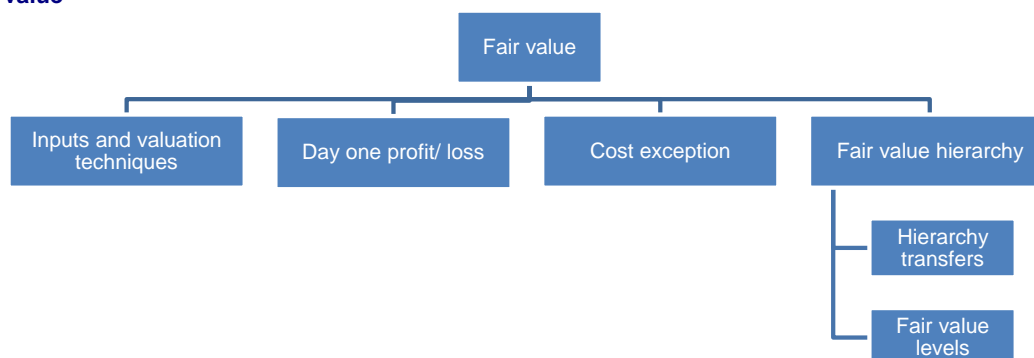 value
Fair value
Inputs and valuation
techniques
Day one profit/ loss
Cost exception
Fair value hierarchy
Hierarchy
transfers
Fair value
levels